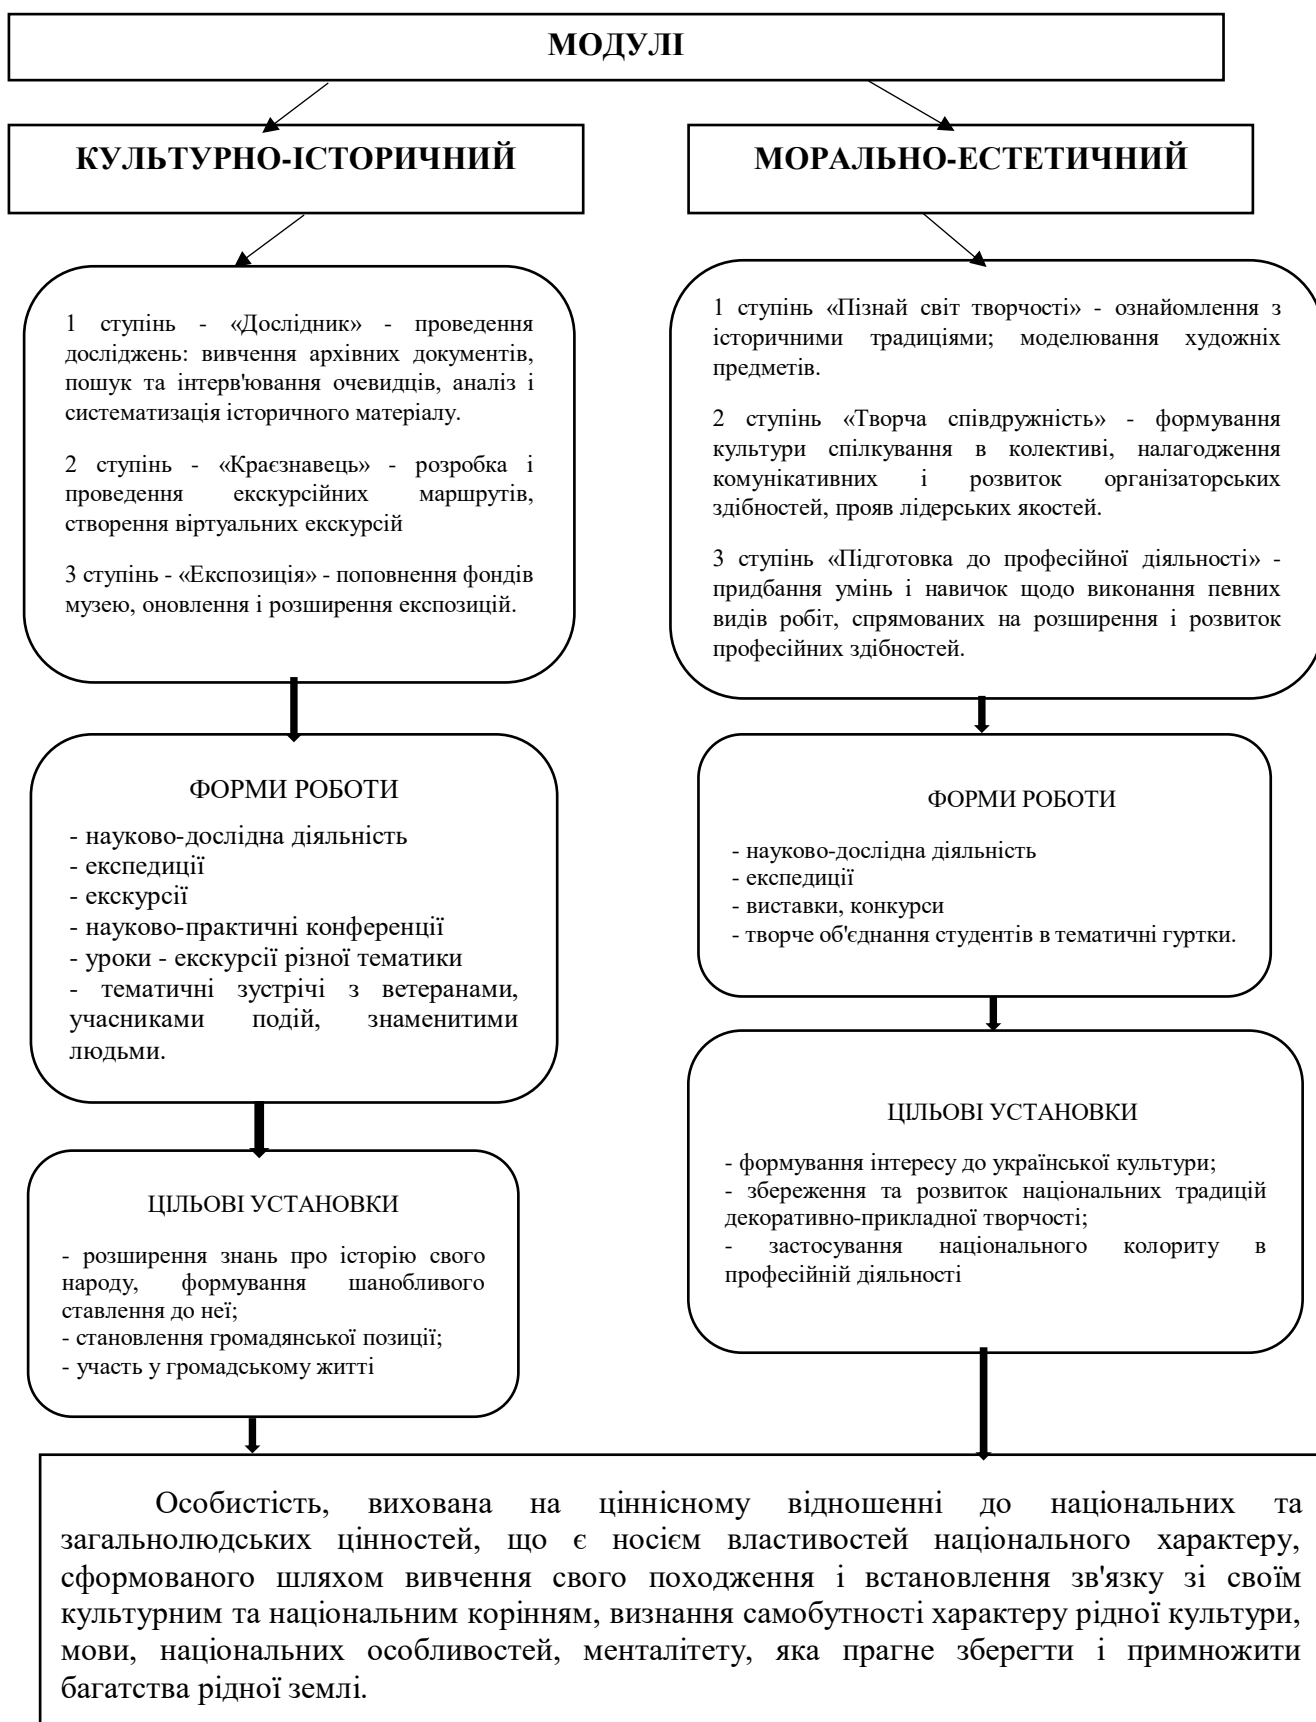 МОДУЛІ
КУЛЬТУРНО-ІСТОРИЧНИЙ
1 ступінь - «Дослідник» - проведення
досліджень: вивчення архівних документів,
пошук та інтерв'ювання очевидців, аналіз і
систематизація історичного матеріалу.
2 ступінь - «Краєзнавець» - розробка і
проведення екскурсійних маршрутів,
створення віртуальних екскурсій
3 ступінь - «Експозиція» - поповнення фондів
музею, оновлення і розширення експозицій.
ФОРМИ РОБОТИ
- науково-дослідна діяльність
- експедиції
- екскурсії
- науково-практичні конференції
- уроки - екскурсії різної тематики
- тематичні зустрічі з ветеранами,
учасниками подій, знаменитими
людьми.
ЦІЛЬОВІ УСТАНОВКИ
- розширення знань про історію свого
народу, формування шанобливого
ставлення до неї;
- становлення громадянської позиції;
- участь у громадському житті
МОРАЛЬНО-ЕСТЕТИЧНИЙ
1 ступінь «Пізнай світ творчості» - ознайомлення з
історичними традиціями; моделювання художніх
предметів.
2 ступінь «Творча співдружність» - формування
культури спілкування в колективі, налагодження
комунікативних і розвиток організаторських
здібностей, прояв лідерських якостей.
3 ступінь «Підготовка до професійної діяльності» -
придбання умінь і навичок щодо виконання певних
видів робіт, спрямованих на розширення і розвиток
професійних здібностей.
ФОРМИ РОБОТИ
- науково-дослідна діяльність
- експедиції
- виставки, конкурси
- творче об'єднання студентів в тематичні гуртки.
ЦІЛЬОВІ УСТАНОВКИ
- формування інтересу до української культури;
- збереження та розвиток національних традицій
декоративно-прикладної творчості;
- застосування національного колориту в
професійній діяльності
Особистість, вихована на ціннісному відношенні до національних та
загальнолюдських цінностей, що є носієм властивостей національного характеру,
сформованого шляхом вивчення свого походження і встановлення зв'язку зі своїм
культурним та національним корінням, визнання самобутності характеру рідної культури,
мови, національних особливостей, менталітету, яка прагне зберегти і примножити
багатства рідної землі.